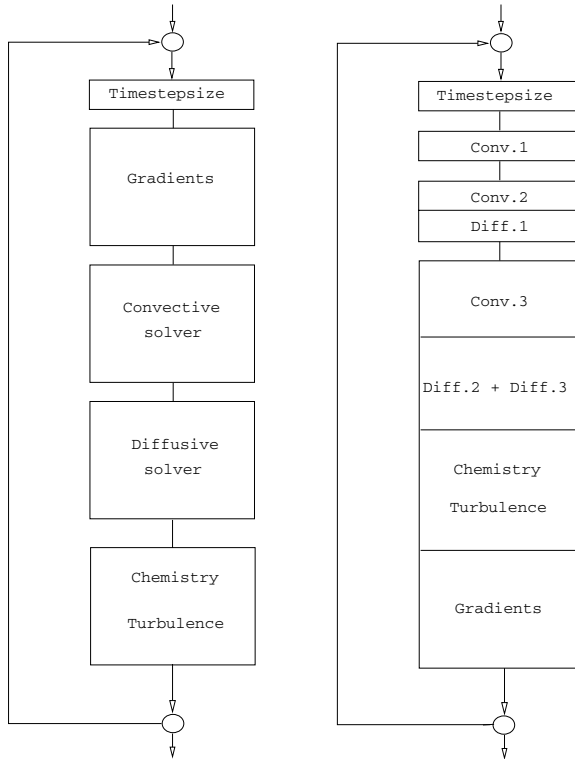 Timestepsize
Gradients
Convective
solver
Diffusive
solver
Chemistry
Turbulence
Timestepsize
Conv.1
Conv.2
Diff.1
Conv.3
Diff.2 + Diff.3
Chemistry
Turbulence
Gradients